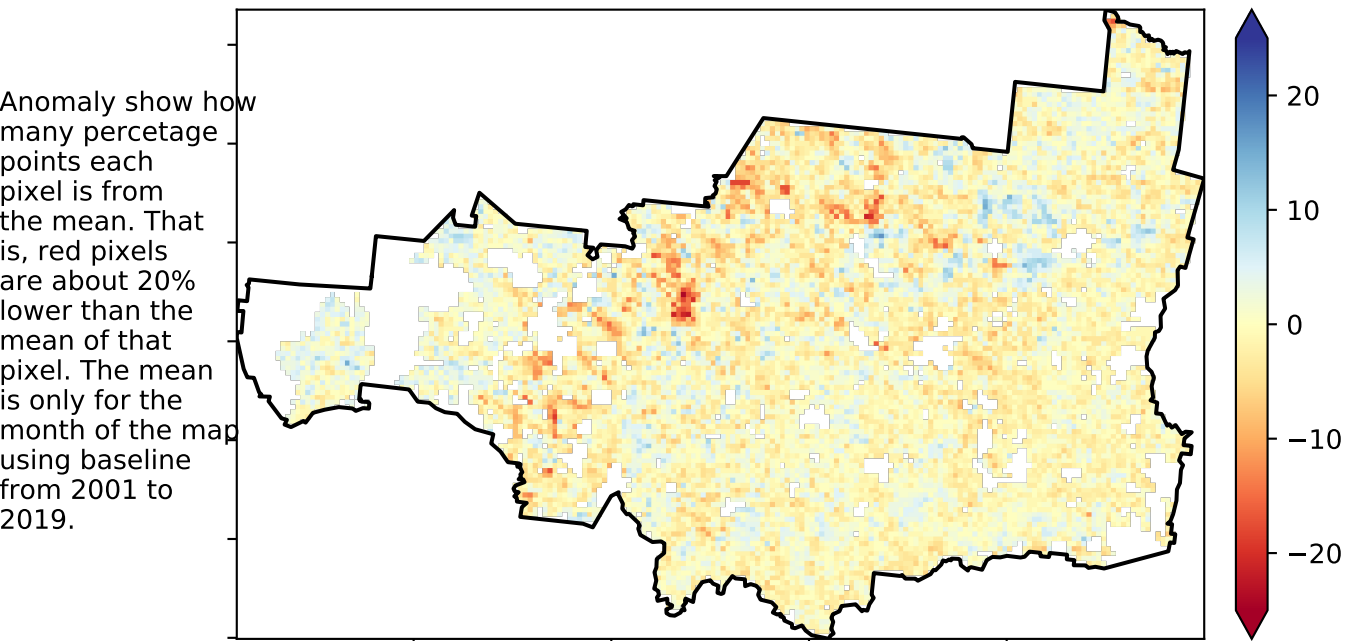 Anomaly show how
many percetage
points each
pixel is from
the mean. That
is, red pixels
are about 20%
lower than the
mean of that
pixel. The mean
is only for the
month of the map
using baseline
from 2001 to
2019.
20
10
0
−10
−20